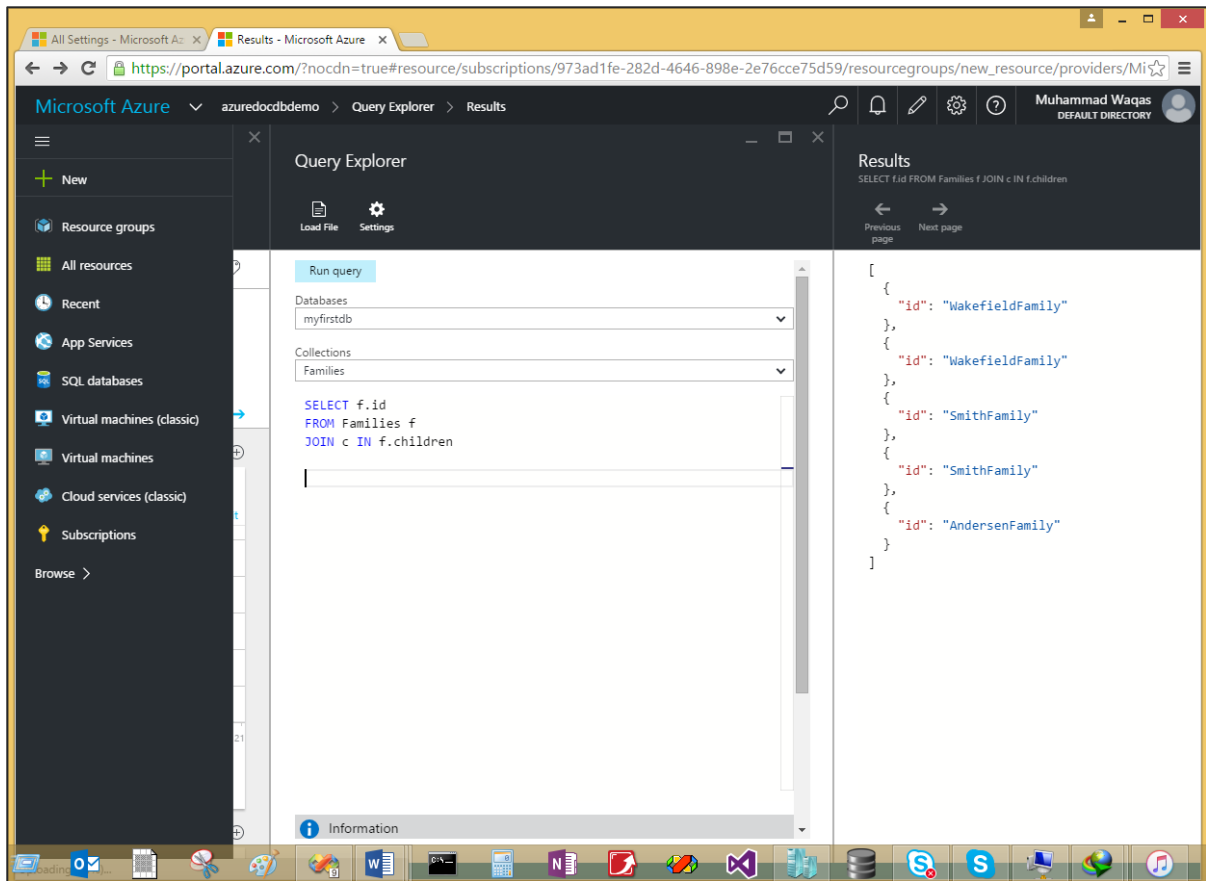 All Settings - Microsoft Az
Results - Microsoft Azure
https://portal.azure.com/?nocdn=true#resource/subscriptions/973ad1fe-282d-4646-898e-2e76cce75d59/resourcegroups/new_resource/providers/Mi
Microsoft Azure azuredocdbdemo > Query Explorer > Results
Muhammad Waqas
DEFAULT DIRECTORY
New
Resource groups
All resources
Recent
App Services
SQL databases
Virtual machines (classic)
Virtual machines
Cloud services (classic)
Subscriptions
Browse >
21
Query Explorer
Load File Settings
Run query
Databases
myfirstdb
Collections
Families
SELECT f.id
FROM Families f
JOIN c IN f.children
Information
Results
SELECT f.id FROM Families f JOIN c IN f.children
Previous page Next page
[
{
"id": "WakefieldFamily"
},
{
"id": "WakefieldFamily"
},
{
"id": "SmithFamily"
},
{
"id": "SmithFamily"
},
{
"id": "AndersenFamily"
}
]